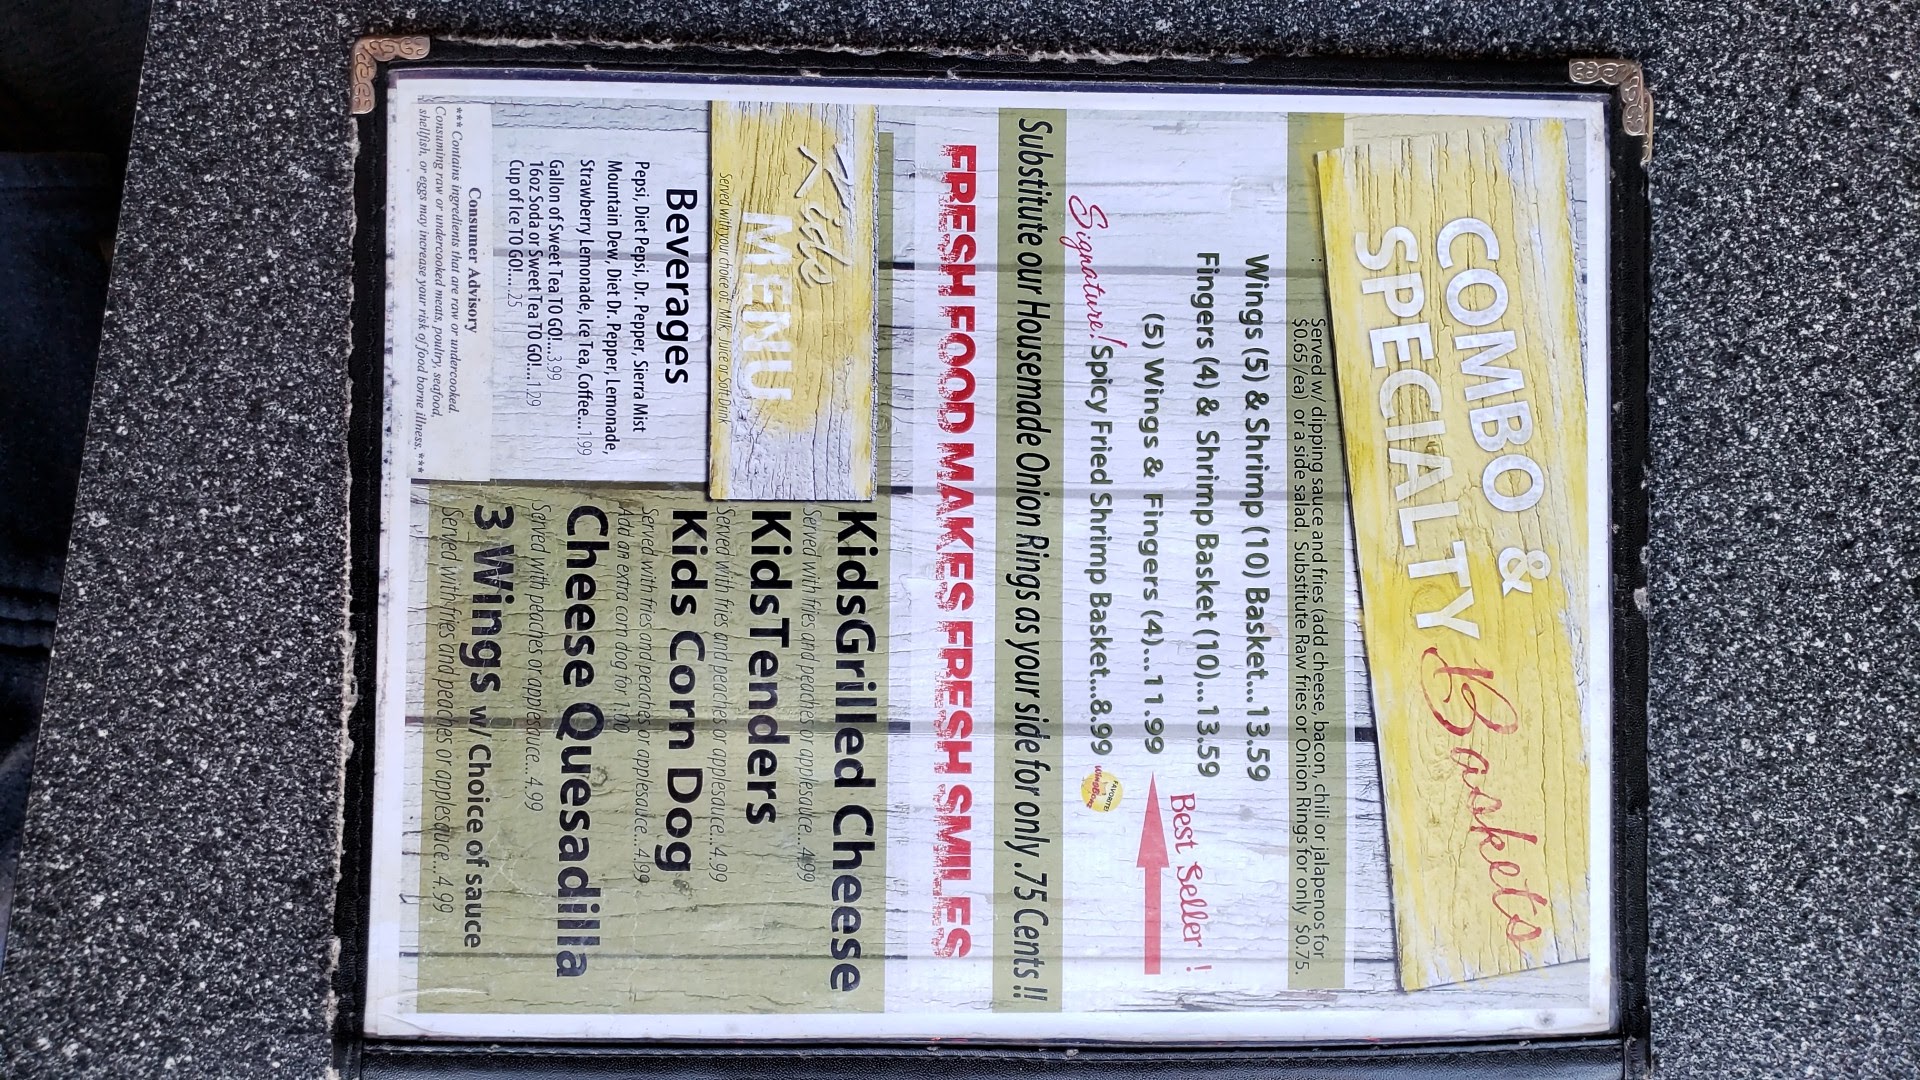 COMBO &
SPECIALTY Baskets
Served w/ dipping sauce and fries (add cheese, bacon, chili or jalapenos for
$0.65 /ea) or a side salad. Substitute Raw fries or Onion Rings for only $0.75.
:
Wings (5) & Shrimp (10) Basket...13.59
Fingers (4) & Shrimp Basket (10)...13.59
(5) Wings & Fingers (4)...11.99
Best Seller !
Signature! Spicy Fried Shrimp Basket...8.99
FAVORITE!
WingBang
Substitute our Housemade Onion Rings as your side for only .75 Cents !!
FRESH FOOD MAKES FRESH SMILES
Kids
MENU
Served with your choice of: Milk, Juice or Soft Drink
Beverages
Pepsi, Diet Pepsi, Dr. Pepper, Sierra Mist
Mountain Dew, Diet Dr. Pepper, Lemonade,
Strawberry Lemonade, Ice Tea, Coffee....1.99
Gallon of Sweet Tea TO GO!....3.99
16oz Soda or Sweet Tea TO GO!....1.29
Cup of Ice TO GO!.....25
Consumer Advisory
*** Contains ingredients that are raw or undercooked.
Consuming raw or undercooked meats, poultry, seafood,
shellfish, or eggs may increase your risk of food borne illness. ***
KidsGrilled Cheese
Served with fries and peaches or applesauce...4.99
KidsTenders
Served with fries and peaches or applesauce...4.99
Kids Corn Dog
Served with fries and peaches or applesauce...4.99
Add an extra corn dog for 1.00
Cheese Quesadilla
Served with peaches or applesauce...4.99
3 Wings w/ Choice of sauce
Served with fries and peaches or applesauce...4.99